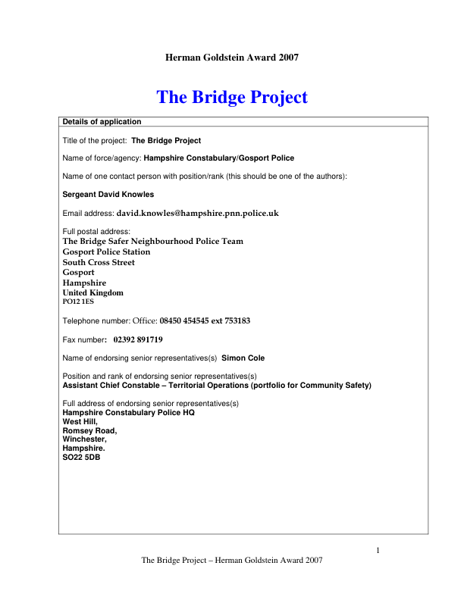 Herman Goldstein Award 2007
The Bridge Project
Details of application
Title of the project: The Bridge Project
Name of force/agency: Hampshire Constabulary/Gosport Police
Name of one contact person with position/rank (this should be one of the authors):
Sergeant David Knowles
Email address: david.knowles@hampshire.pnn.police.uk
Full postal address:
The Bridge Safer Neighbourhood Police Team
Gosport Police Station
South Cross Street
Gosport
Hampshire
United Kingdom
PO12 1ES
Telephone number: Office: 08450 454545 ext 753183
Fax number: 02392 891719
Name of endorsing senior representatives(s) Simon Cole
Position and rank of endorsing senior representatives(s)
Assistant Chief Constable – Territorial Operations (portfolio for Community Safety)
Full address of endorsing senior representatives(s)
Hampshire Constabulary Police HQ
West Hill,
Romsey Road,
Winchester,
Hampshire.
SO22 5DB
1
The Bridge Project – Herman Goldstein Award 2007